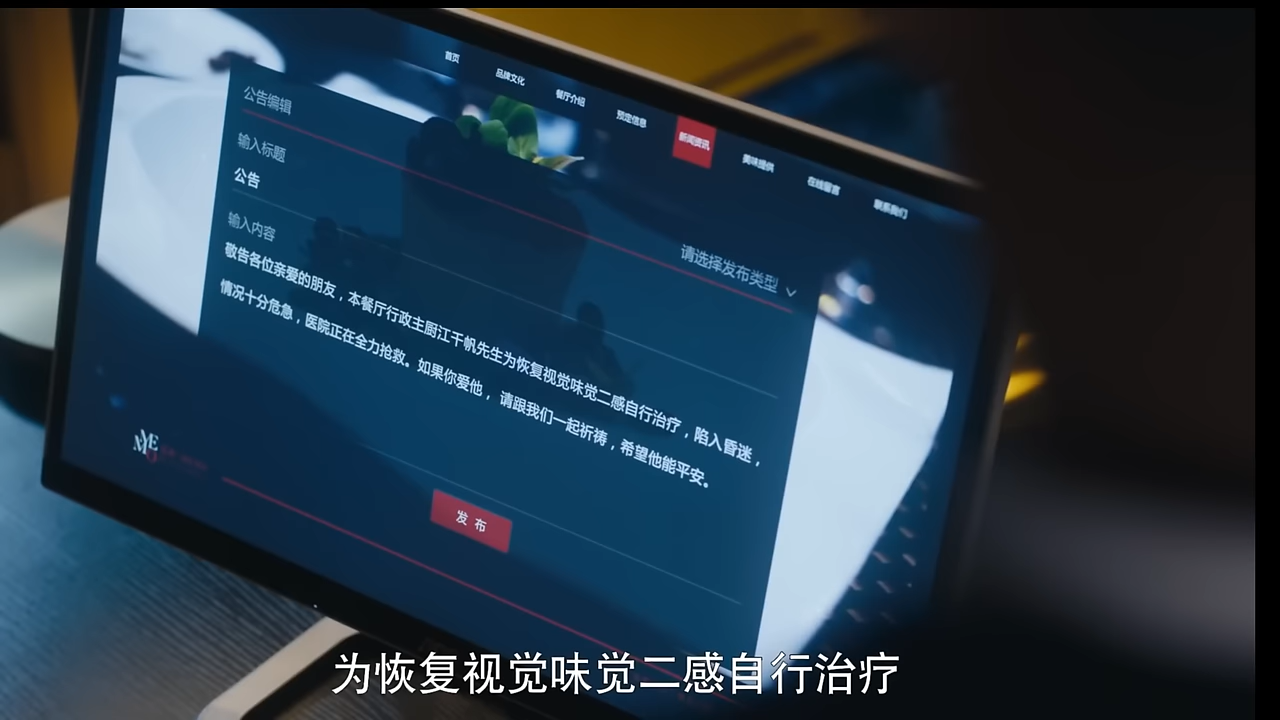 首页
品牌文化
餐厅介绍
预定信息
新闻资讯
美味提供
在线留言
联系我们
公告编辑
请选择发布类型
输入标题
公告
输入内容
敬告各位亲爱的朋友，本餐厅行政主厨江千帆先生为恢复视觉味觉二感自行治疗，陷入昏迷，
情况十分危急，医院正在全力抢救。如果你爱他，请跟我们一起祈祷，希望他能平安。
发布
为恢复视觉味觉二感自行治疗